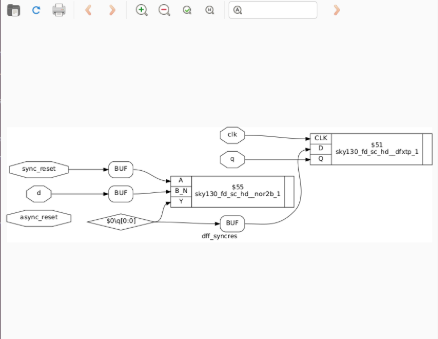 clk
CLK
D
Q
$51
sky130_fd_sc_hd__dfxtp_1
q
sync_reset
BUF
A
B_N
Y
$55
sky130_fd_sc_hd__nor2b_1
d
BUF
async_reset
$0\q[0:0]
BUF
dff_syncres